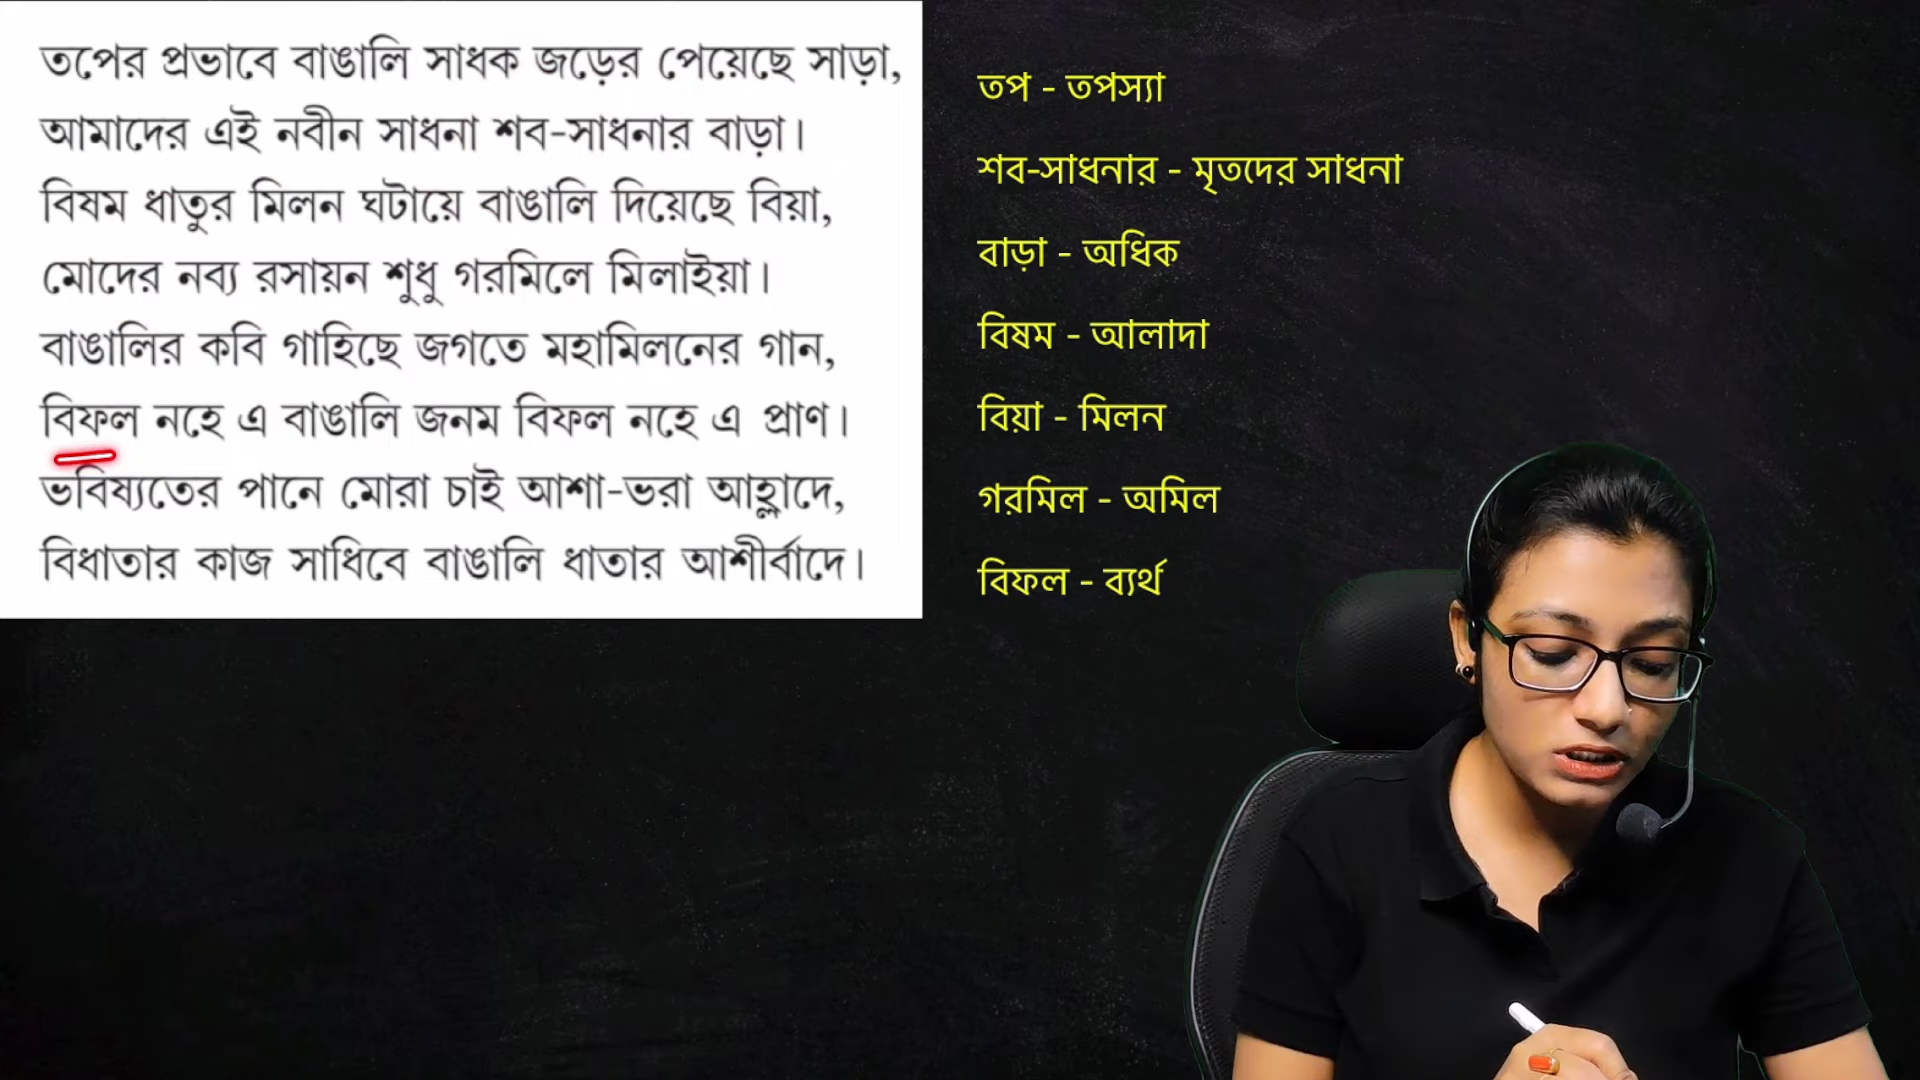 তপের প্রভাবে বাঙালি সাধক জড়ের পেয়েছে সাড়া,
আমাদের এই নবীন সাধনা শব-সাধনার বাড়া।
বিষম ধাতুর মিলন ঘটায়ে বাঙালি দিয়েছে বিয়া,
মোদের নব্য রসায়ন শুধু গরমিলে মিলাইয়া।
বাঙালির কবি গাহিছে জগতে মহামিলনের গান,
বিফল নহে এ বাঙালি জনম বিফল নহে এ প্রাণ।
ভবিষ্যতের পানে মোরা চাই আশা-ভরা আহ্লাদে,
বিধাতার কাজ সাধিবে বাঙালি ধাতার আশীর্বাদে।
তপ - তপস্যা
শব-সাধনার - মৃতদের সাধনা
বাড়া - অধিক
বিষম - আলাদা
বিয়া - মিলন
গরমিল - অমিল
বিফল - ব্যর্থ